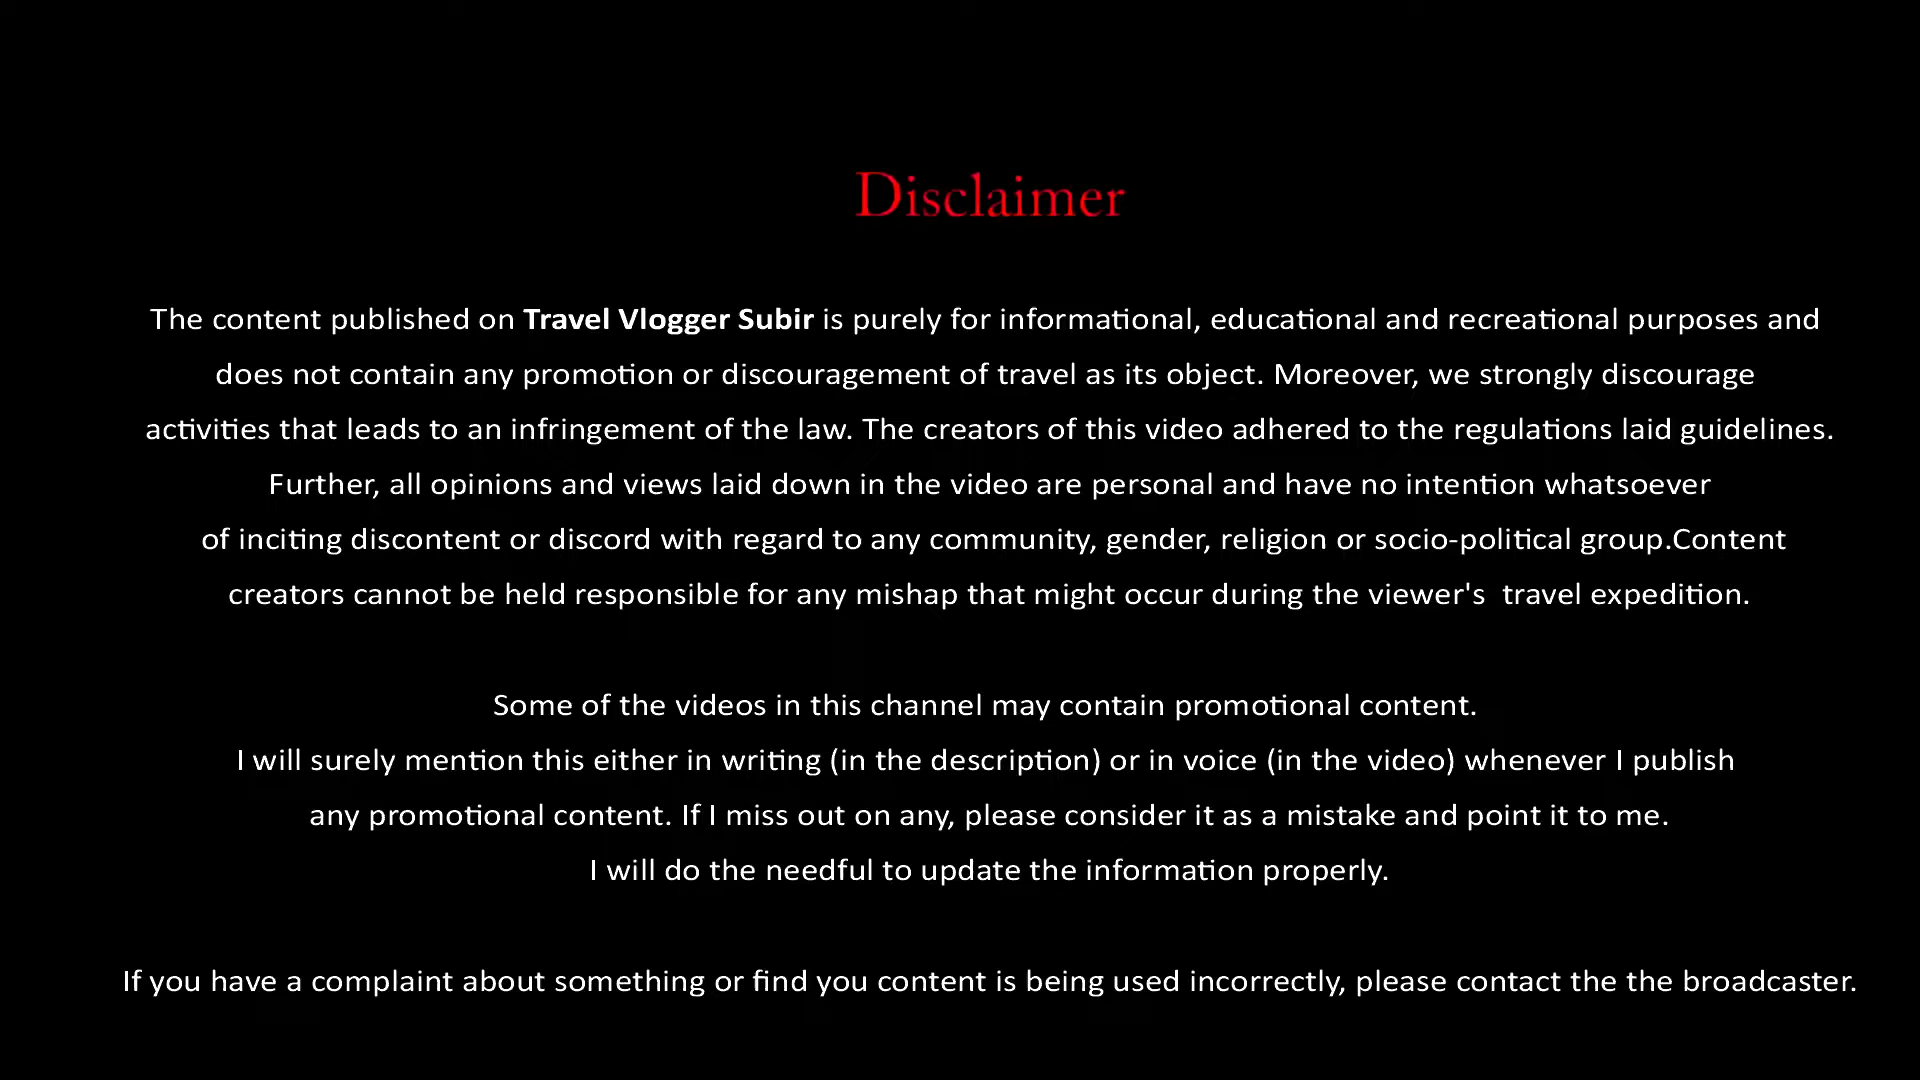 Disclaimer
The content published on Travel Vlogger Subir is purely for informational, educational and recreational purposes and
does not contain any promotion or discouragement of travel as its object. Moreover, we strongly discourage
activities that leads to an infringement of the law. The creators of this video adhered to the regulations laid guidelines.
Further, all opinions and views laid down in the video are personal and have no intention whatsoever
of inciting discontent or discord with regard to any community, gender, religion or socio-political group.Content
creators cannot be held responsible for any mishap that might occur during the viewer's  travel expedition.
Some of the videos in this channel may contain promotional content.
I will surely mention this either in writing (in the description) or in voice (in the video) whenever I publish
any promotional content. If I miss out on any, please consider it as a mistake and point it to me.
I will do the needful to update the information properly.
If you have a complaint about something or find you content is being used incorrectly, please contact the the broadcaster.